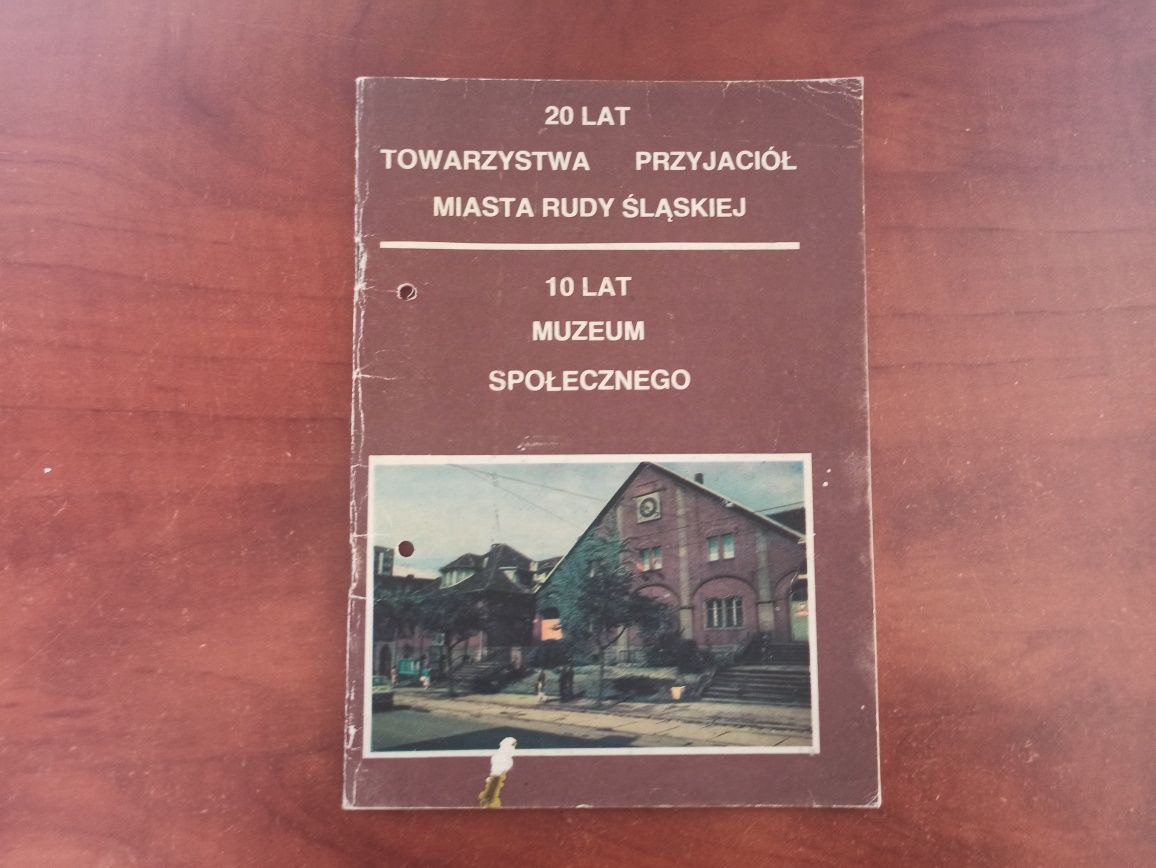 20 LAT
TOWARZYSTWA PRZYJACIÓŁ
MIASTA RUDY ŚLĄSKIEJ
10 LAT
MUZEUM
SPOŁECZNEGO